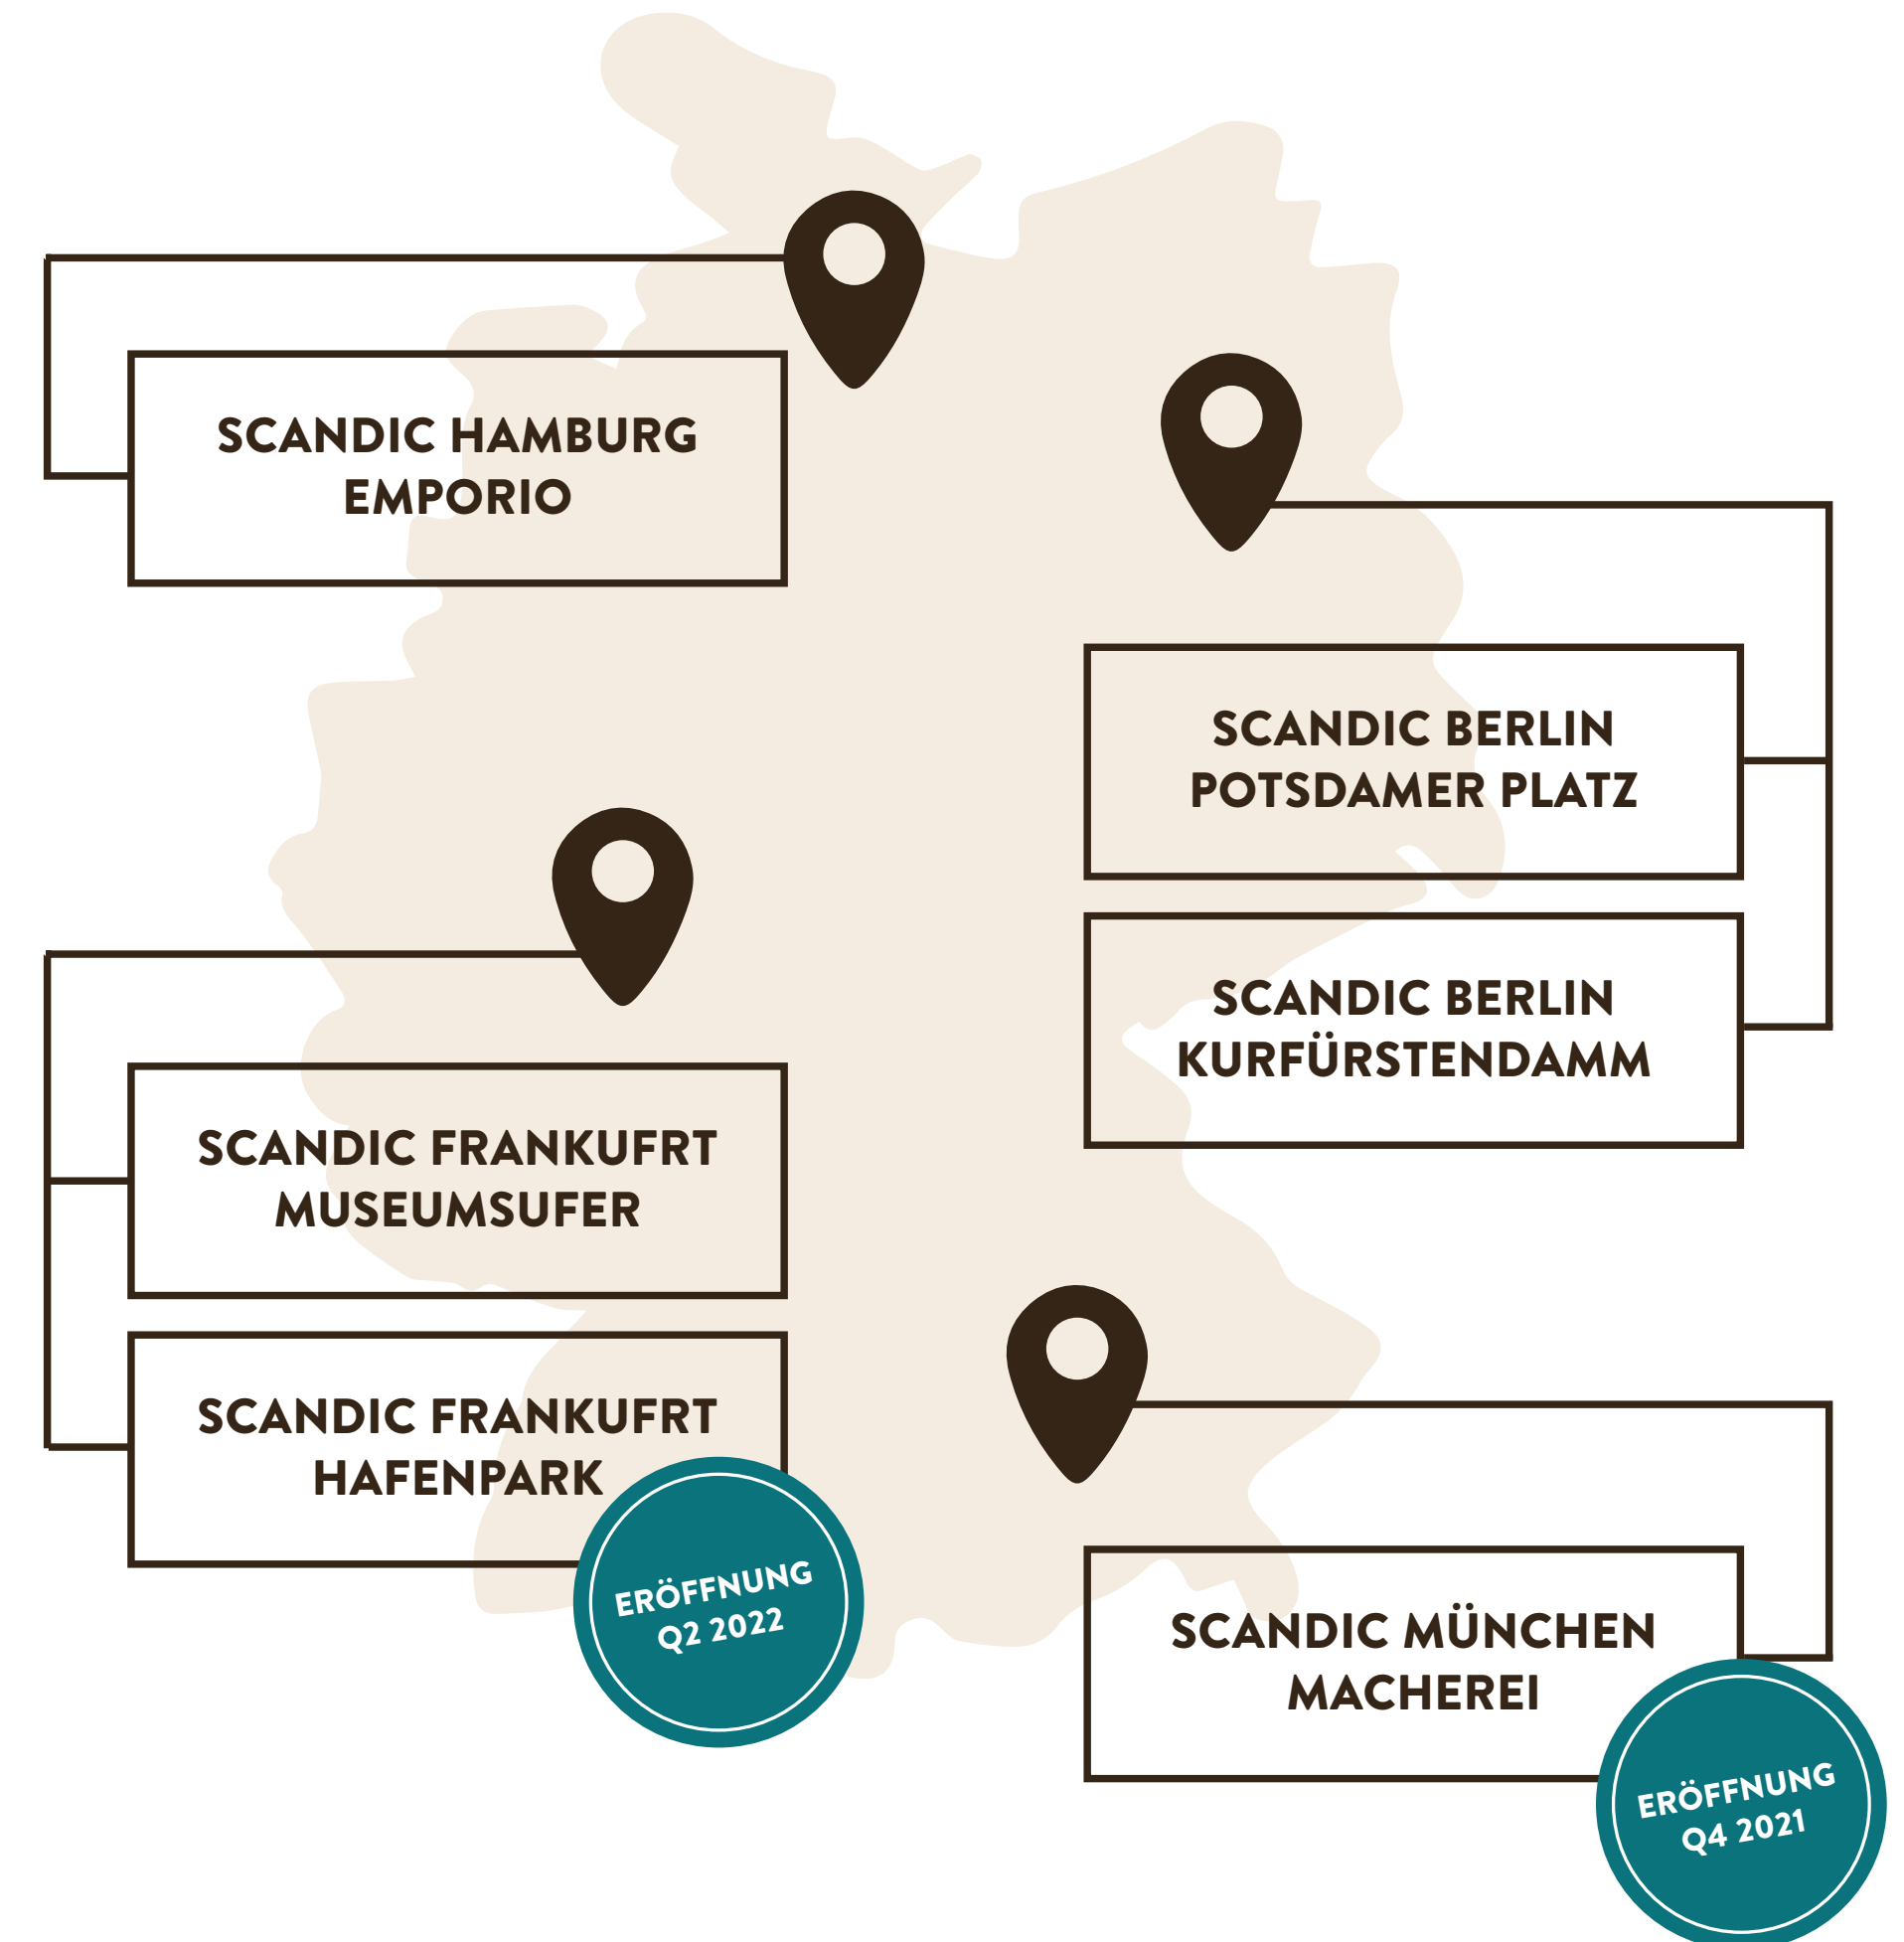 SCANDIC HAMBURG
EMPORIO
SCANDIC BERLIN
POTSDAMER PLATZ
SCANDIC BERLIN
KURFÜRSTENDAMM
SCANDIC FRANKUFRT
MUSEUMSUFER
SCANDIC FRANKUFRT
HAFENPARK
ERÖFFNUNG
Q2 2022
SCANDIC MÜNCHEN
MACHEREI
ERÖFFNUNG
Q4 2021